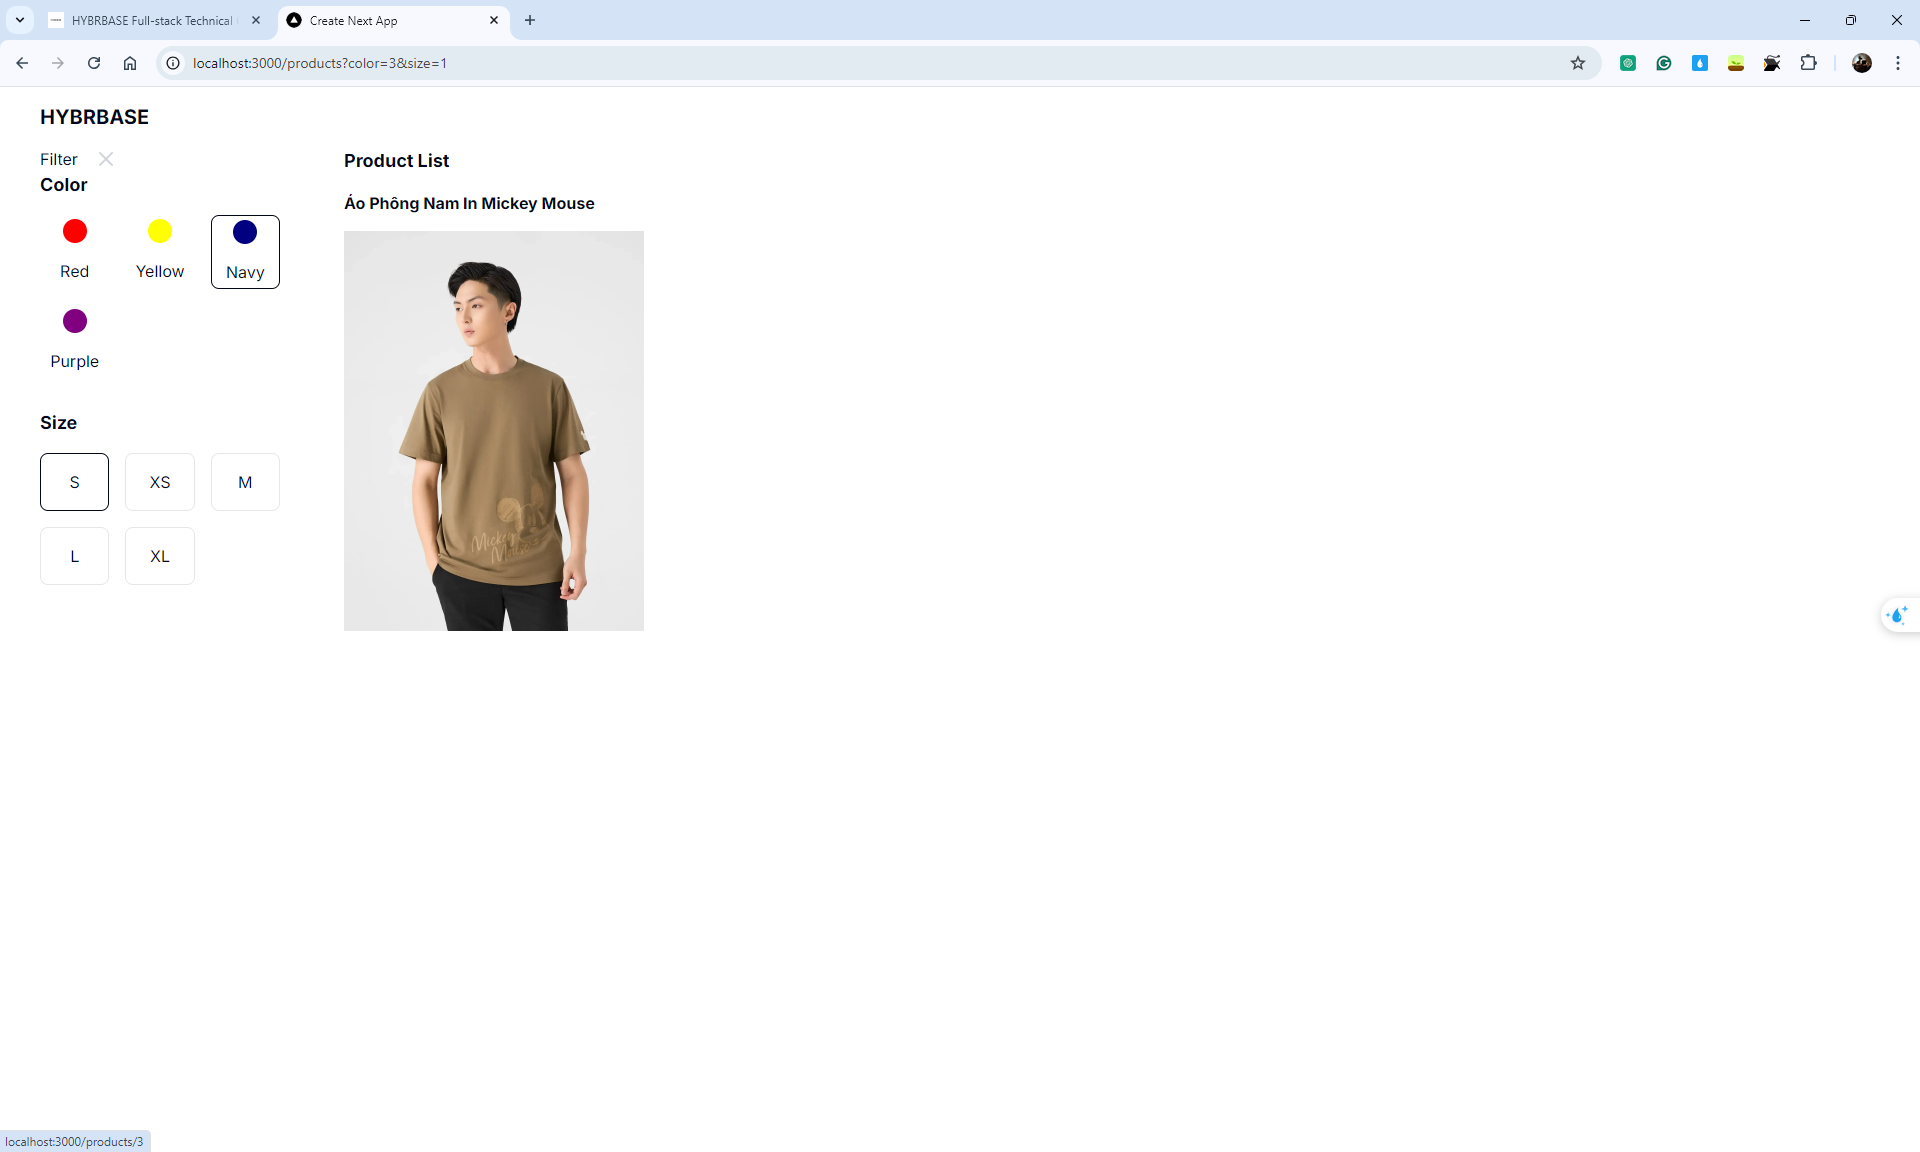 HYBRBASE Full-stack Technical
Create Next App
localhost:3000/products?color=3&size=1
HYBRBASE
Filter
Color
Red
Yellow
Navy
Purple
Size
S
XS
M
L
XL
Product List
Áo Phông Nam In Mickey Mouse
Mickey
Mouse
localhost:3000/products/3